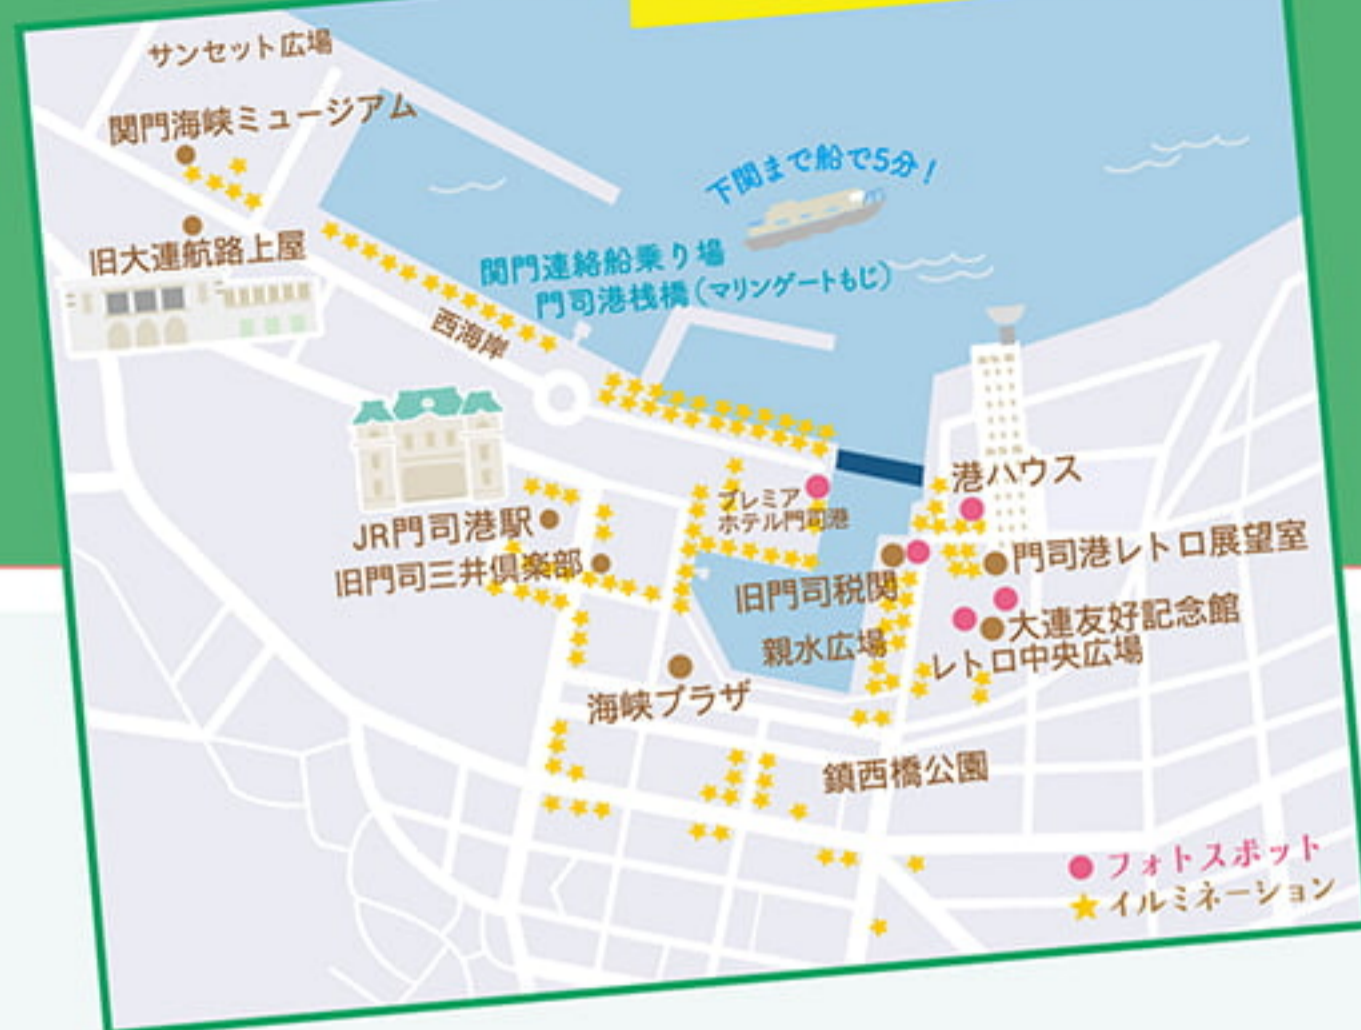 サンセット広場
関門海峡ミュージアム
旧大連航路上屋
下関まで船で5分!
関門連絡船乗り場
門司港桟橋(マリンゲートもじ)
西海岸
JR門司港駅
旧門司三井倶楽部
プレミア
ホテル門司港
港ハウス
旧門司税関
門司港レトロ展望室
親水広場
大連友好記念館
レトロ中央広場
海峡プラザ
鎮西橋公園
フォトスポット
イルミネーション